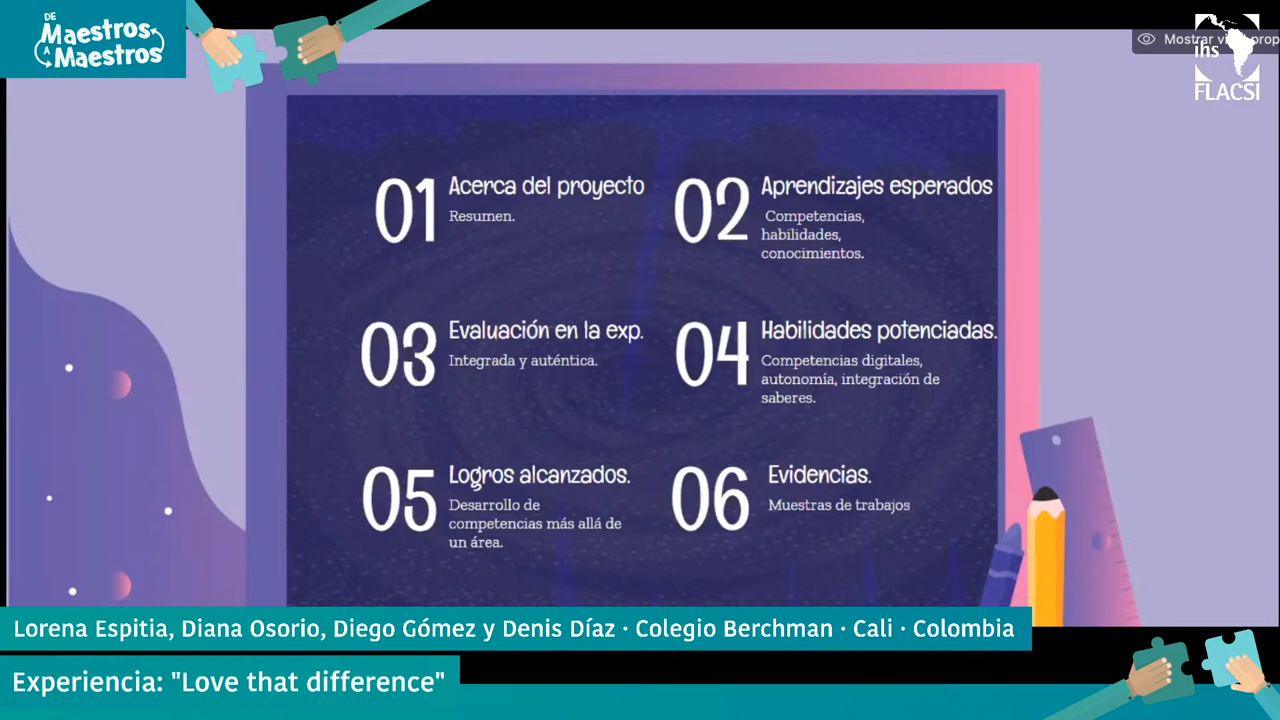 DE
Maestros
A
Maestros
Mostrar
ihs
FLACSI
01
Acerca del proyecto
Resumen.
02
Aprendizajes esperados
Competencias,
habilidades,
conocimientos.
03
Evaluación en la exp.
Integrada y auténtica.
04
Habilidades potenciadas.
Competencias digitales,
autonomía, integración de
saberes.
05
Logros alcanzados.
Desarrollo de
competencias más allá de
un área.
06
Evidencias.
Muestras de trabajos
Lorena Espitia, Diana Osorio, Diego Gómez y Denis Díaz · Colegio Berchman · Cali · Colombia
Experiencia: "Love that difference"